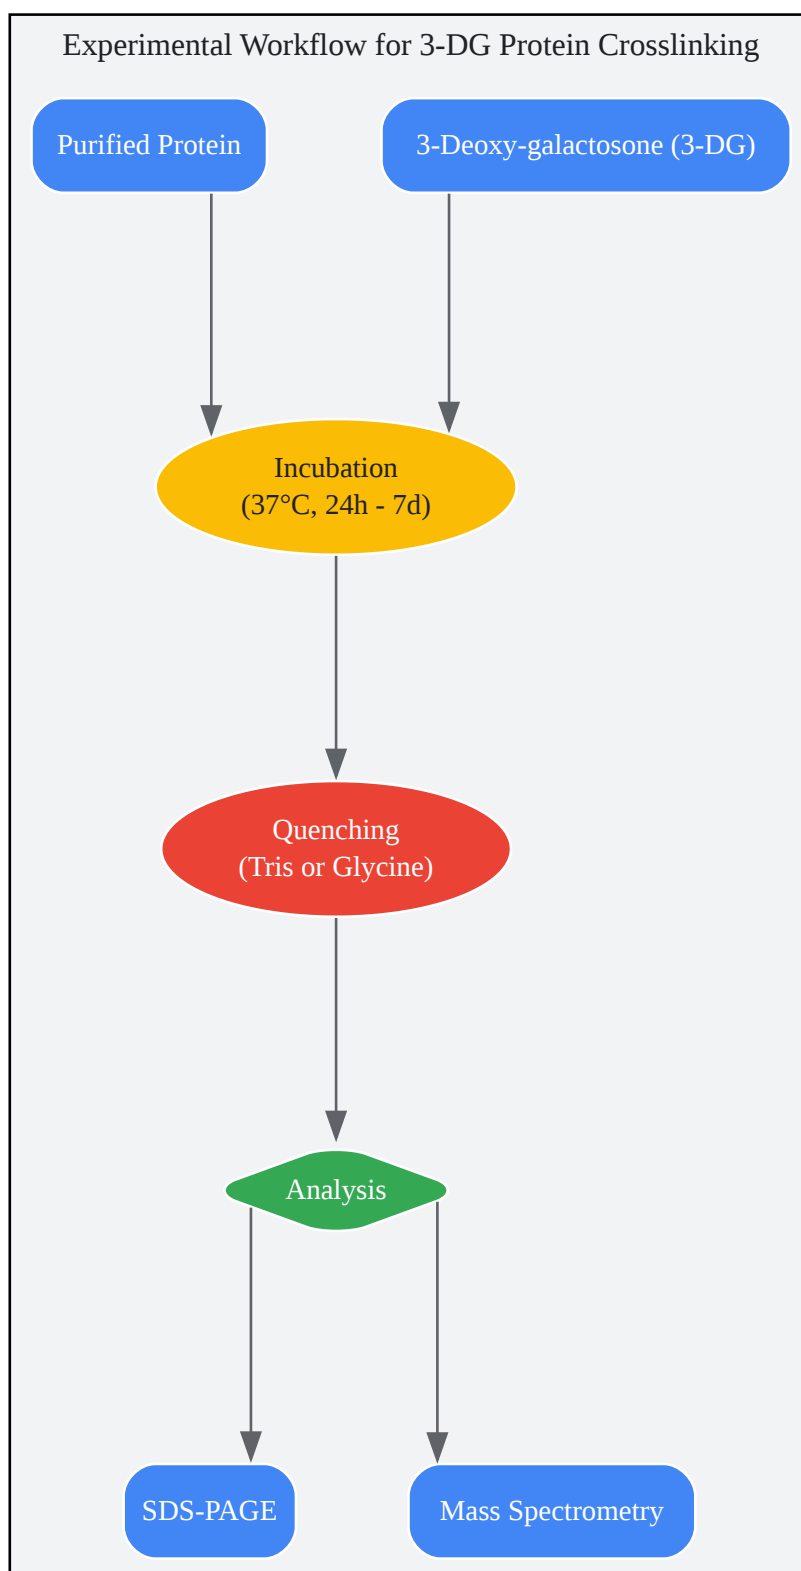 Experimental Workflow for 3-DG Protein Crosslinking
Purified Protein
3-Deoxy-galactosone (3-DG)
Incubation
(37°C, 24h - 7d)
Quenching
(Tris or Glycine)
Analysis
SDS-PAGE
Mass Spectrometry